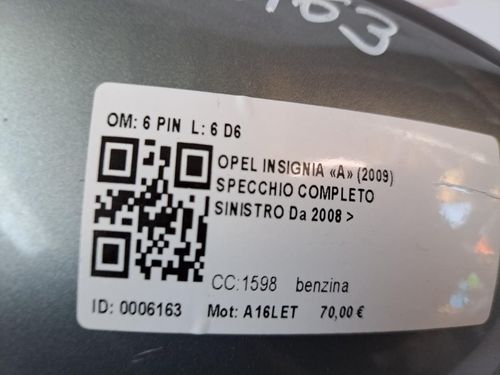 6163
OM: 6 PIN L: 6 D6
OPEL INSIGNIA «A» (2009)
SPECCHIO COMPLETO
SINISTRO Da 2008 >
CC:1598 benzina
ID: 0006163 Mot: A16LET 70,00 €